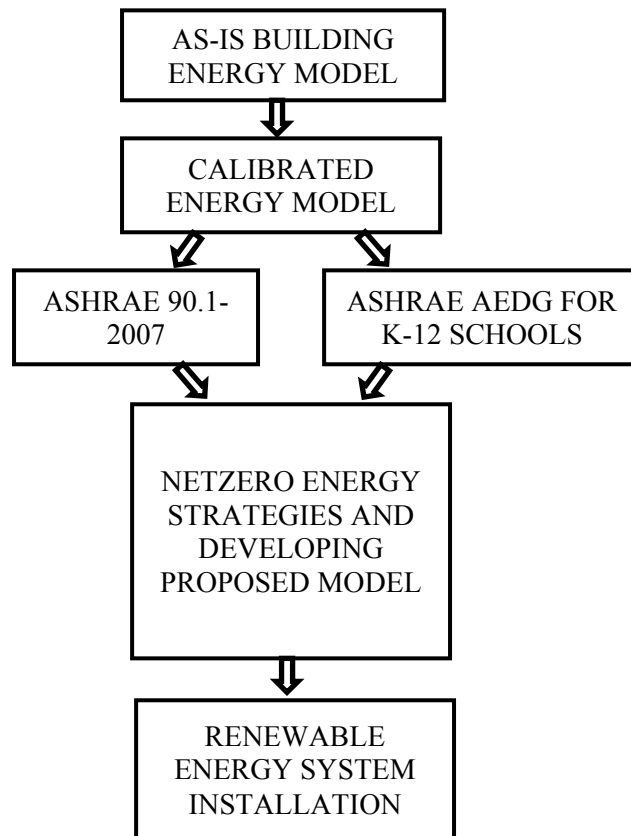 AS-IS BUILDING
ENERGY MODEL
CALIBRATED
ENERGY MODEL
ASHRAE 90.1-
2007
ASHRAE AEDG FOR
K-12 SCHOOLS
NETZERO ENERGY
STRATEGIES AND
DEVELOPING
PROPOSED MODEL
RENEWABLE
ENERGY SYSTEM
INSTALLATION